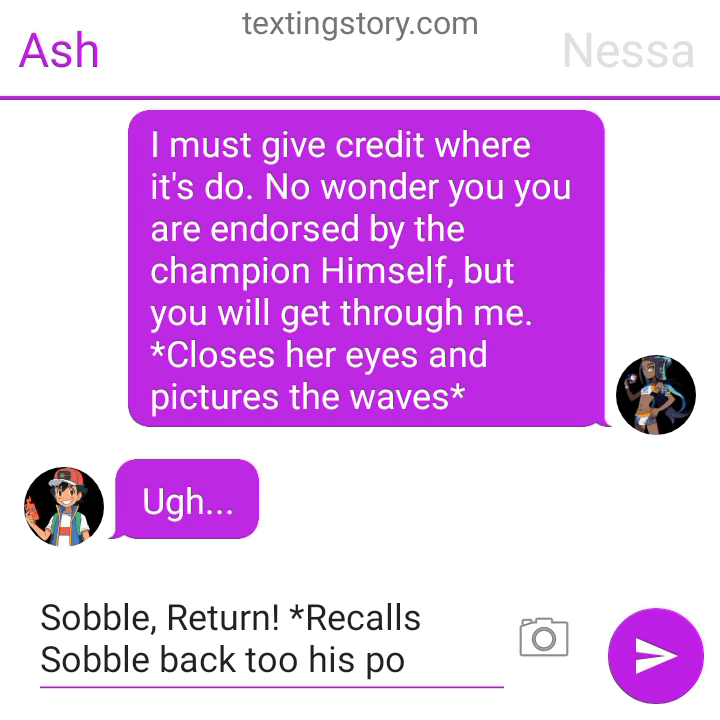 textingstory.com
Ash
Nessa
I must give credit where
it's do. No wonder you you
are endorsed by the
champion Himself, but
you will get through me.
*Closes her eyes and
pictures the waves*
Ugh...
Sobble, Return! *Recalls
Sobble back too his po